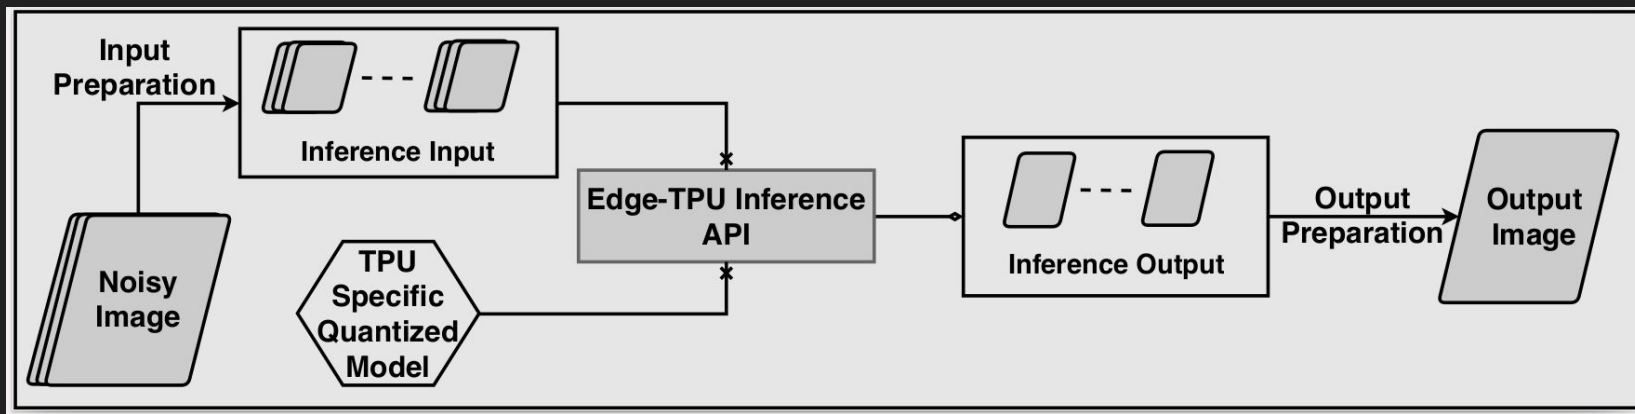 Input
Preparation
Inference Input
Noisy
Image
TPU
Specific
Quantized
Model
Edge-TPU Inference
API
Inference Output
Output
Preparation
Output
Image